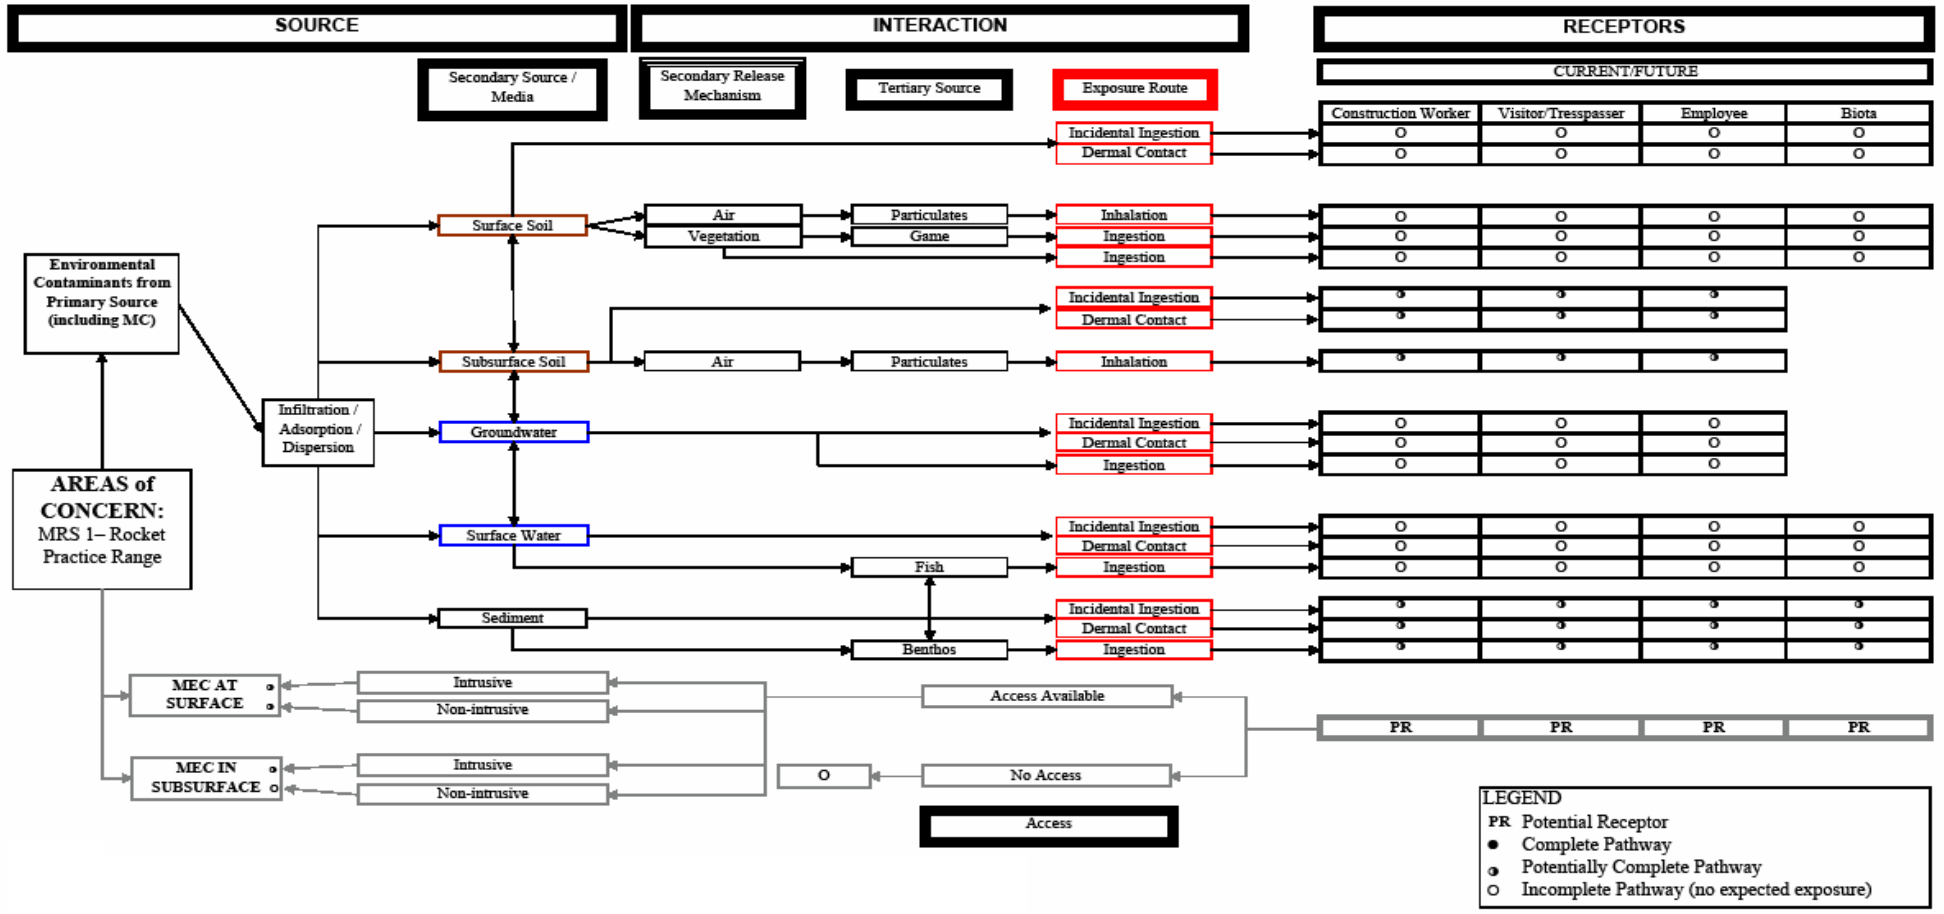 SOURCE
INTERACTION
RECEPTORS
Secondary Source /
Media
Secondary Release
Mechanism
Tertiary Source
Exposure Route
CURRENT/FUTURE
Construction Worker
Visitor/Tresspasser
Employee
Biota
Incidental Ingestion
O O O O
Dermal Contact
O O O O
Surface Soil
Air
Particulates
Inhalation
O O O O
Vegetation
Game
Ingestion
O O O O
Ingestion
O O O O
Environmental
Contaminants from
Primary Source
(including MC)
Incidental Ingestion
Dermal Contact
Subsurface Soil
Air
Particulates
Inhalation
Infiltration /
Adsorption /
Dispersion
Groundwater
Incidental Ingestion
O O O
Dermal Contact
O O O
Ingestion
O O O
AREAS of
CONCERN:
MRS 1– Rocket
Practice Range
Surface Water
Incidental Ingestion
O O O O
Dermal Contact
O O O O
Fish
Ingestion
O O O O
Sediment
Incidental Ingestion
Dermal Contact
Benthos
Ingestion
MEC AT
SURFACE
Intrusive
Non-intrusive
Access Available
PR PR PR PR
MEC IN
SUBSURFACE O
Intrusive
Non-intrusive
O
No Access
Access
LEGEND
PR Potential Receptor
● Complete Pathway
◑ Potentially Complete Pathway
O Incomplete Pathway (no expected exposure)